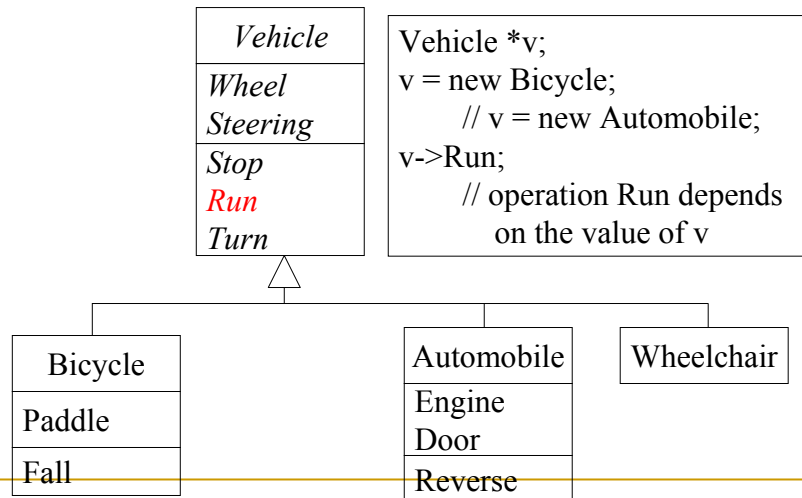 Vehicle
Wheel
Steering
Stop
Run
Turn
Vehicle *v;
v = new Bicycle;
// v = new Automobile;
v->Run;
// operation Run depends
on the value of v
Bicycle
Paddle
Fall
Automobile
Engine
Door
Reverse
Wheelchair